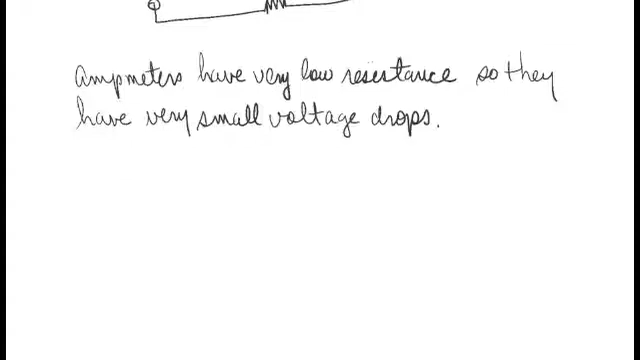 Ampmeters have very low resistance so they
have very small voltage drops.